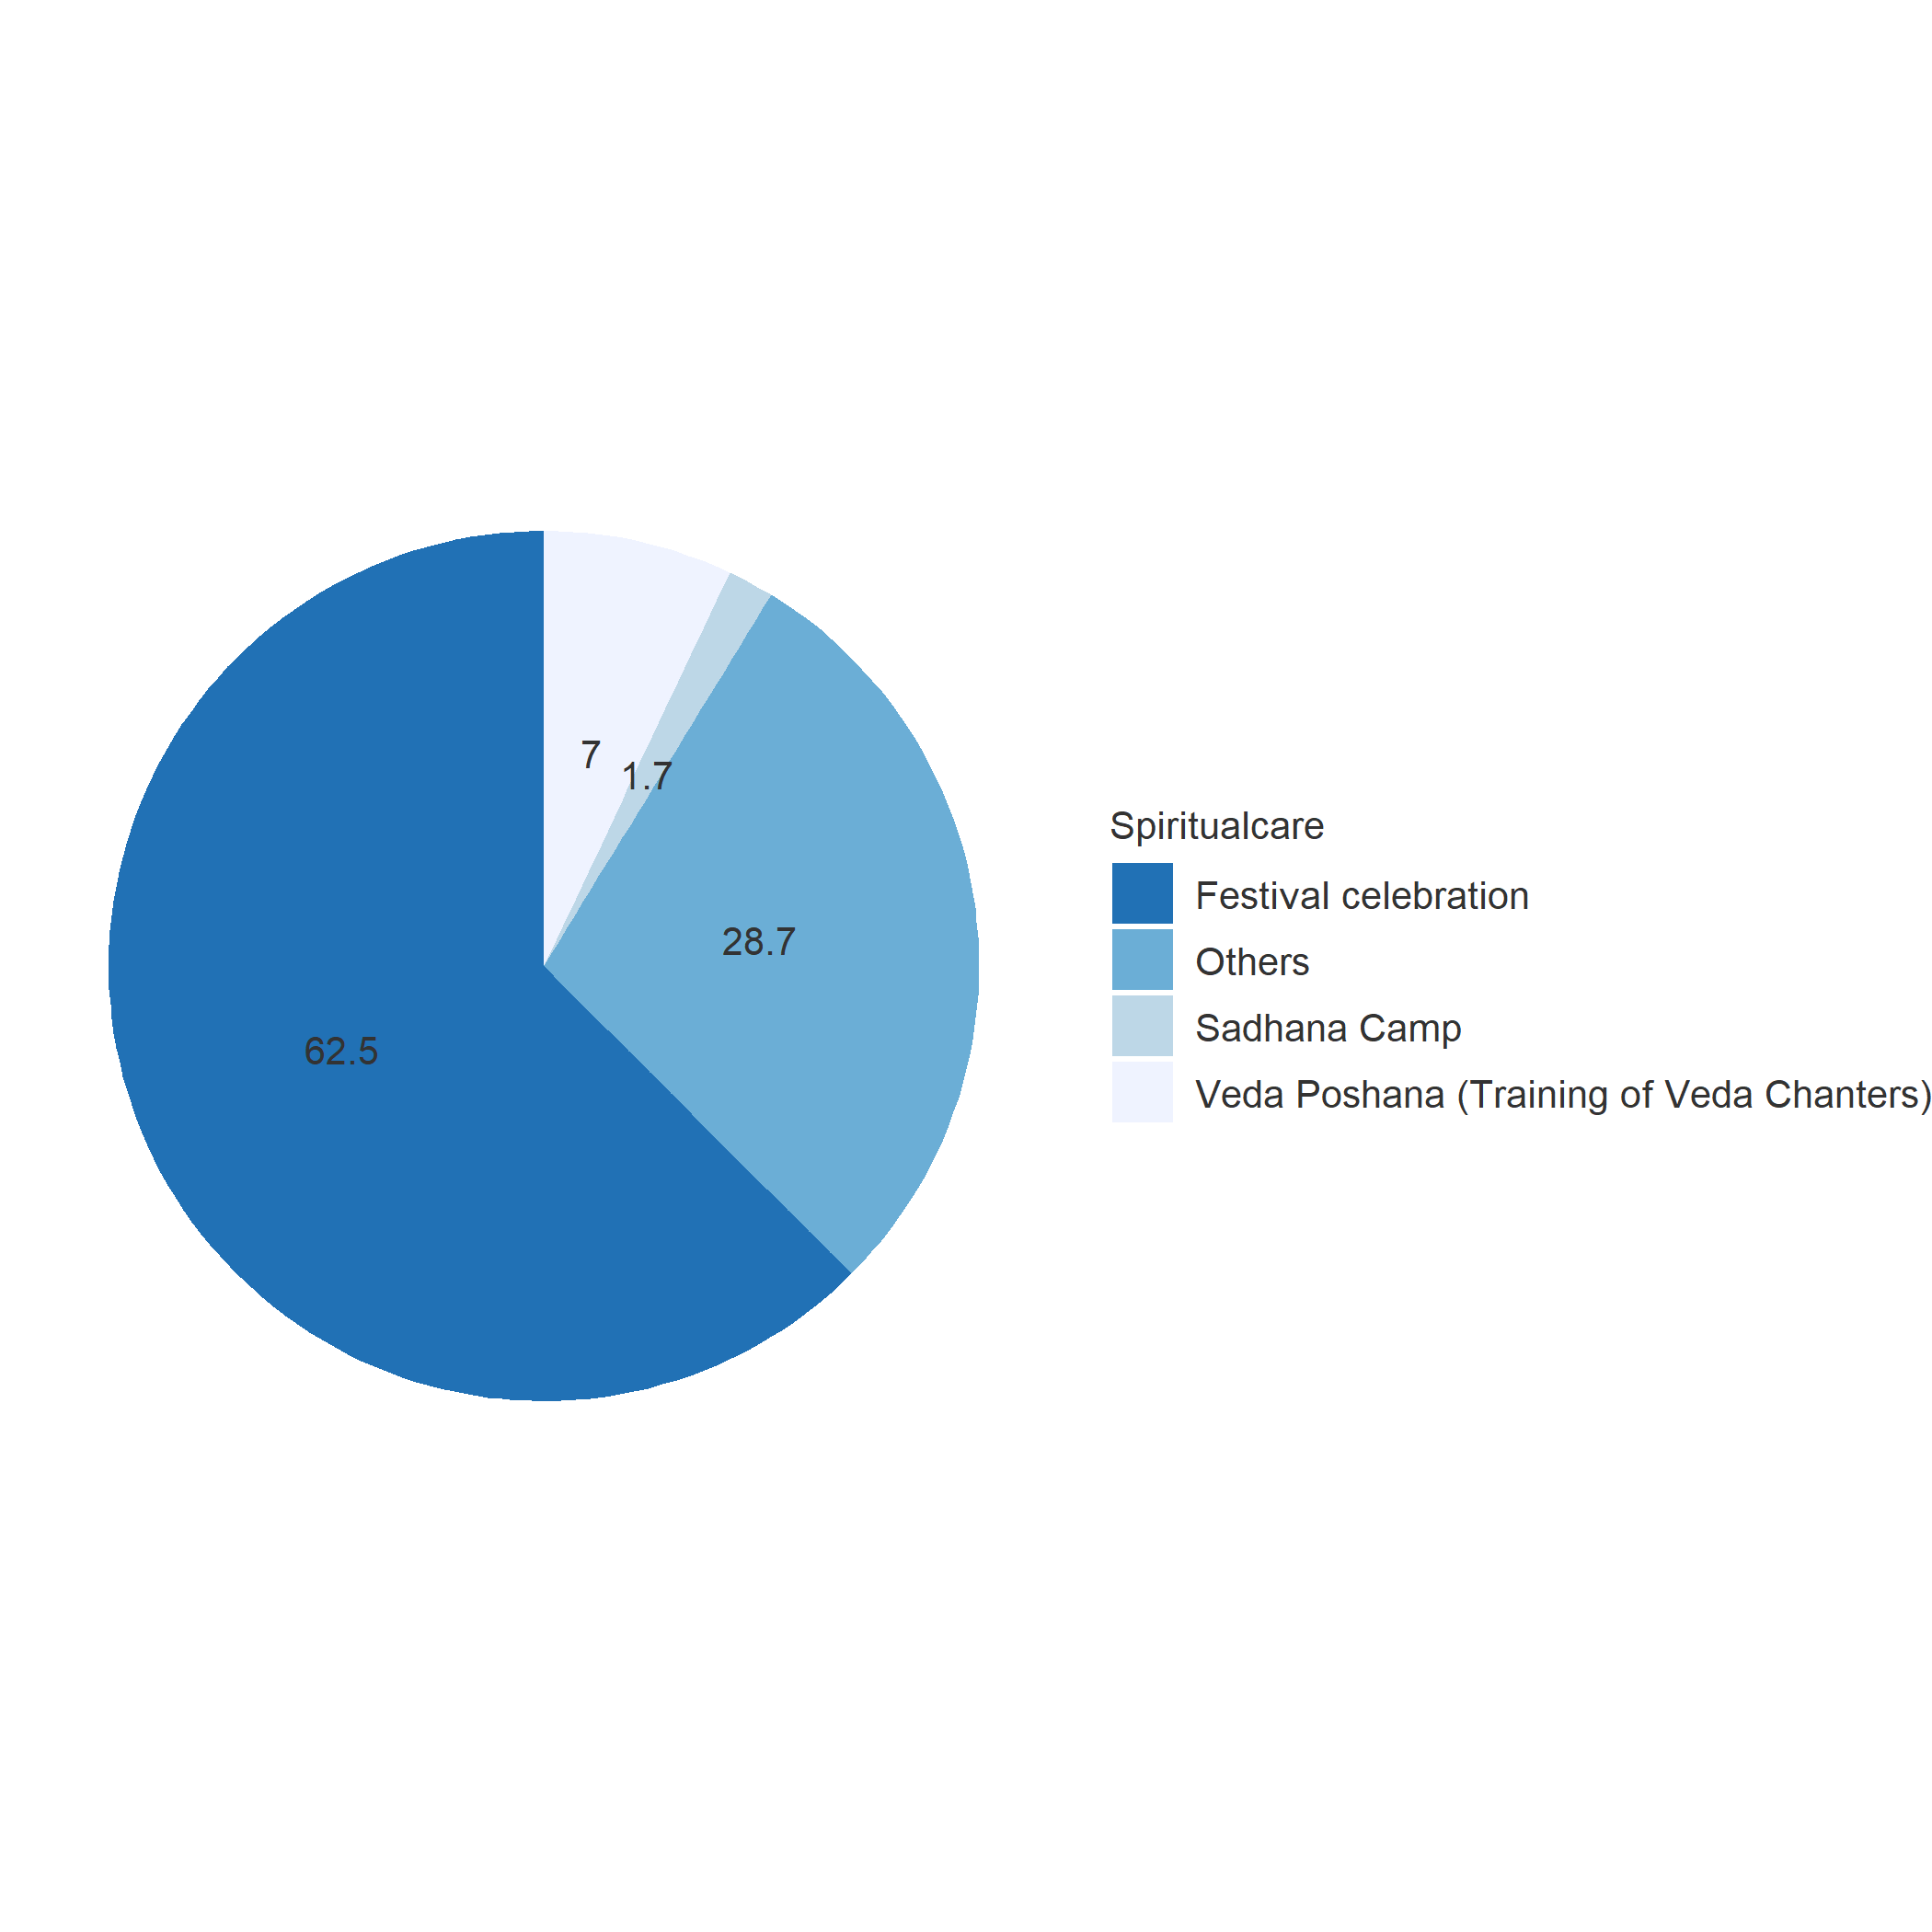 7
1.7
28.7
62.5
Spiritualcare
Festival celebration
Others
Sadhana Camp
Veda Poshana (Training of Veda Chanters)